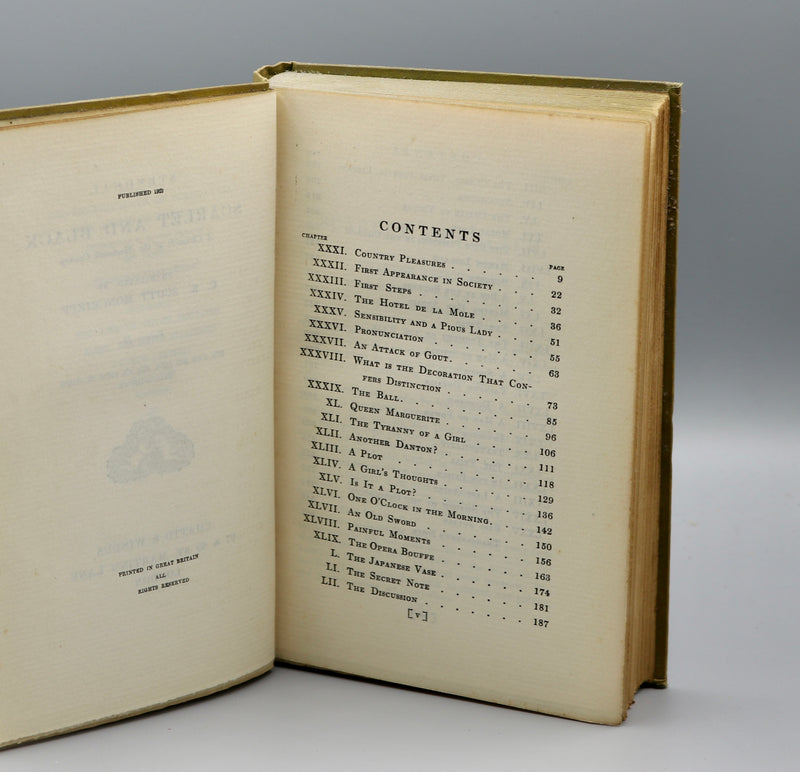 PUBLISHED
PRINTED IN GREAT BRITAIN
ALL
RIGHTS RESERVED
CONTENTS
CHAPTER PAGE
XXXI. Country Pleasures . . . . . . 9
XXXII. First Appearance in Society . . . . 22
XXXIII. First Steps . . . . . . . 32
XXXIV. The Hotel de la Mole . . . . . 36
XXXV. Sensibility and a Pious Lady . . . . 51
XXXVI. Pronunciation . . . . . . . 55
XXXVII. An Attack of Gout . . . . . . 63
XXXVIII. What is the Decoration That Con-
fers Distinction . . . . . . 73
XXXIX. The Ball . . . . . . . . 85
XL. Queen Marguerite . . . . . . 96
XLI. The Tyranny of a Girl . . . . . 106
XLII. Another Danton? . . . . . . 111
XLIII. A Plot . . . . . . . . 118
XLIV. A Girl's Thoughts . . . . . . 129
XLV. Is It a Plot? . . . . . . . 136
XLVI. One O'Clock in the Morning . . . . 142
XLVII. An Old Sword . . . . . . . 150
XLVIII. Painful Moments . . . . . . 156
XLIX. The Opera Bouffe . . . . . . 163
L. The Japanese Vase . . . . . . 174
LI. The Secret Note . . . . . . 181
LII. The Discussion . . . . . . . 187
[v]